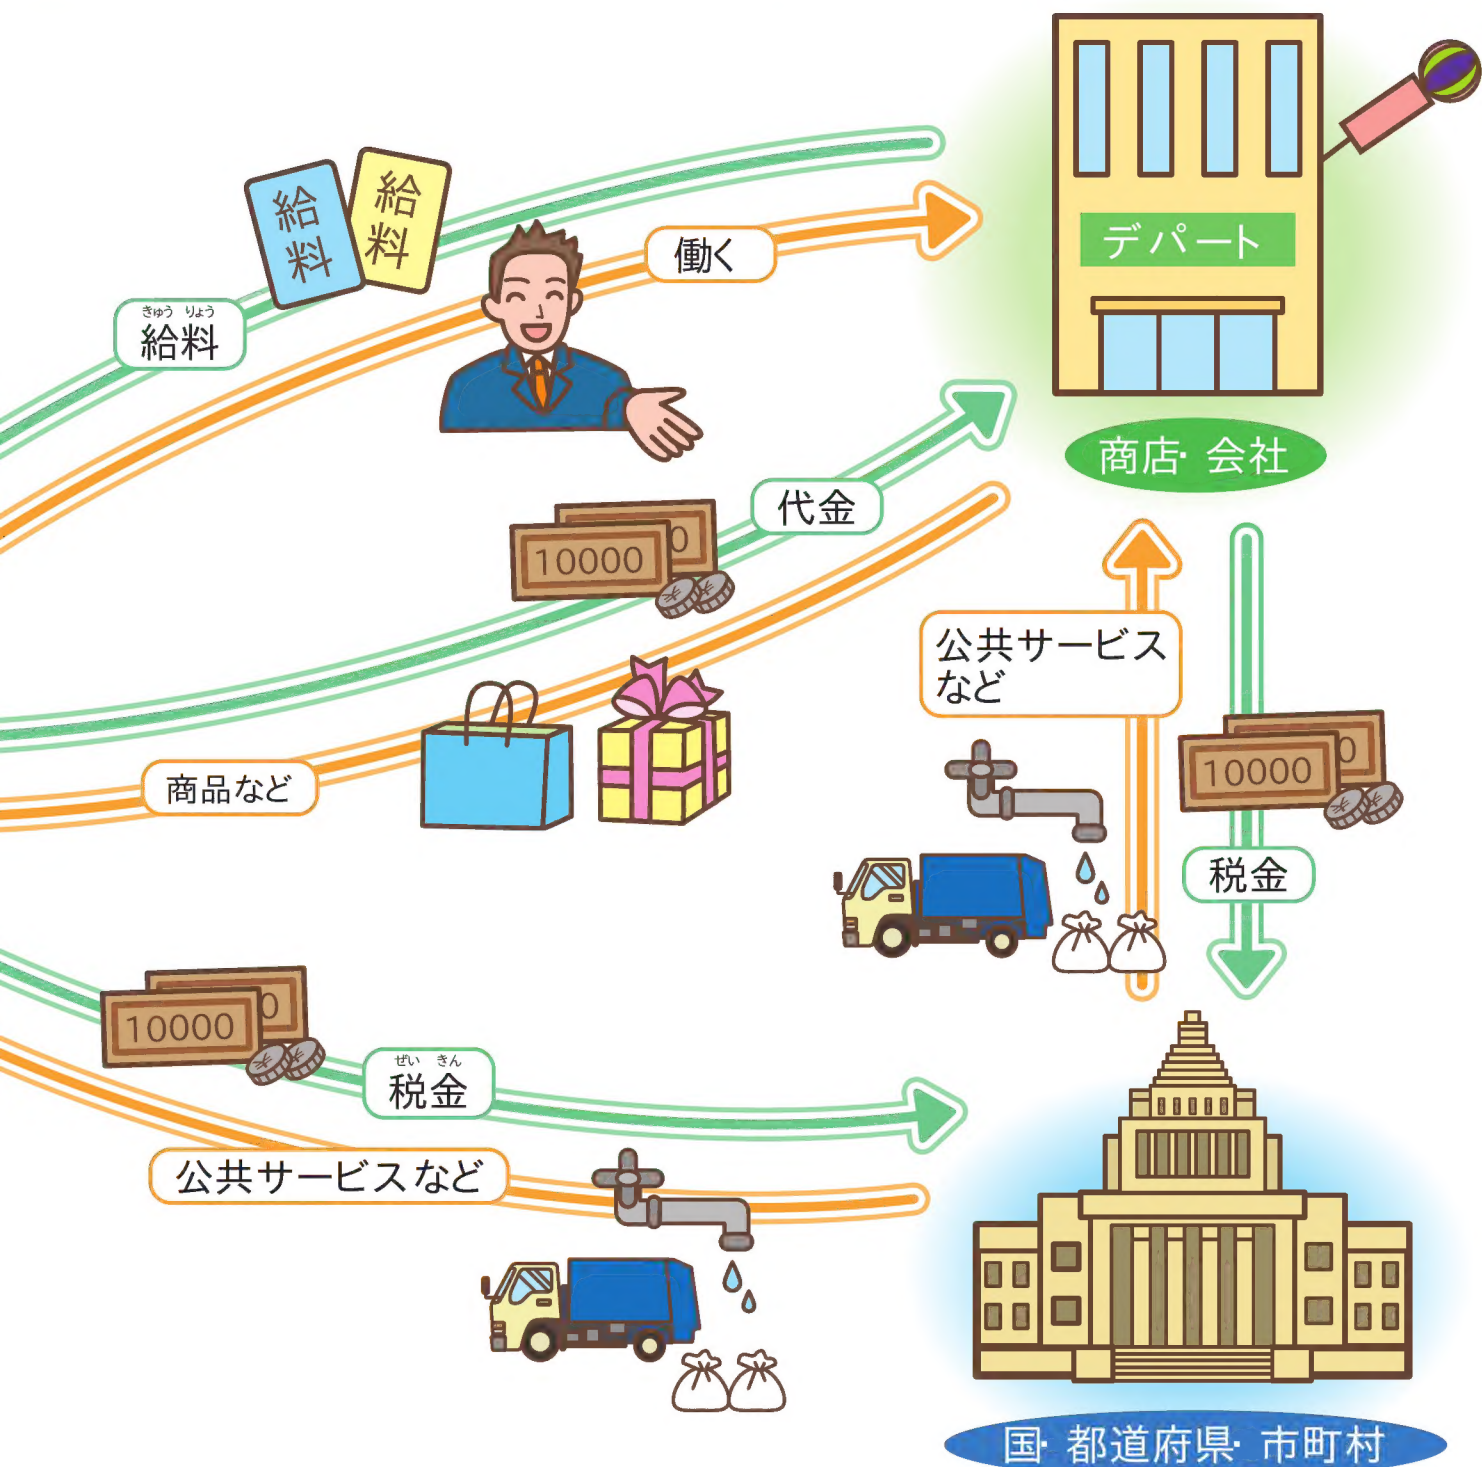 デパート
給料
給料
働く
きゅう りょう
給料
商店・会社
代金
10000
0
公共サービス
など
10000
0
商品など
税金
10000
0
ぜい きん
税金
公共サービスなど
国・都道府県・市町村